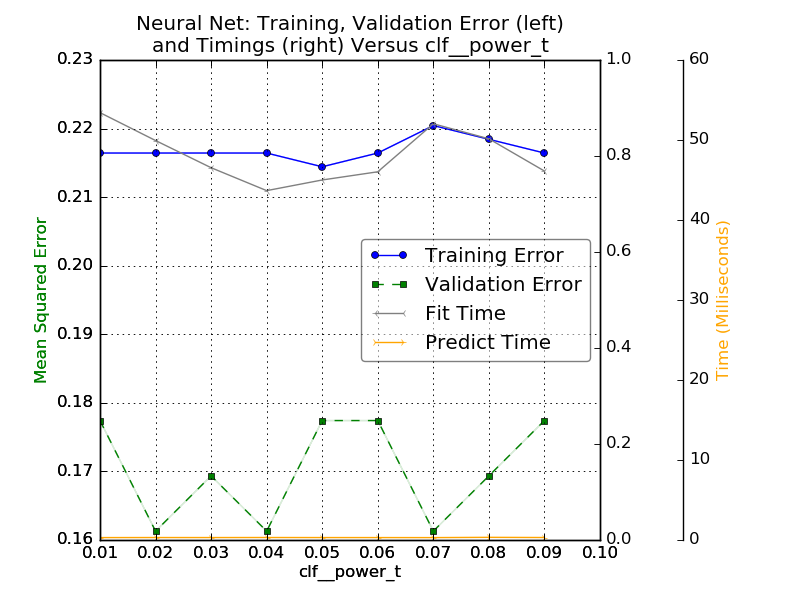 Neural Net: Training, Validation Error (left)
and Timings (right) Versus clf__power_t
0.23
0.22
0.21
0.20
0.19
0.18
0.17
0.16
Mean Squared Error
0.01 0.02 0.03 0.04 0.05 0.06 0.07 0.08 0.09 0.10
clf__power_t
Training Error
Validation Error
Fit Time
Predict Time
1.0
0.8
0.6
0.4
0.2
0.0
60
50
40
30
20
10
0
Time (Milliseconds)